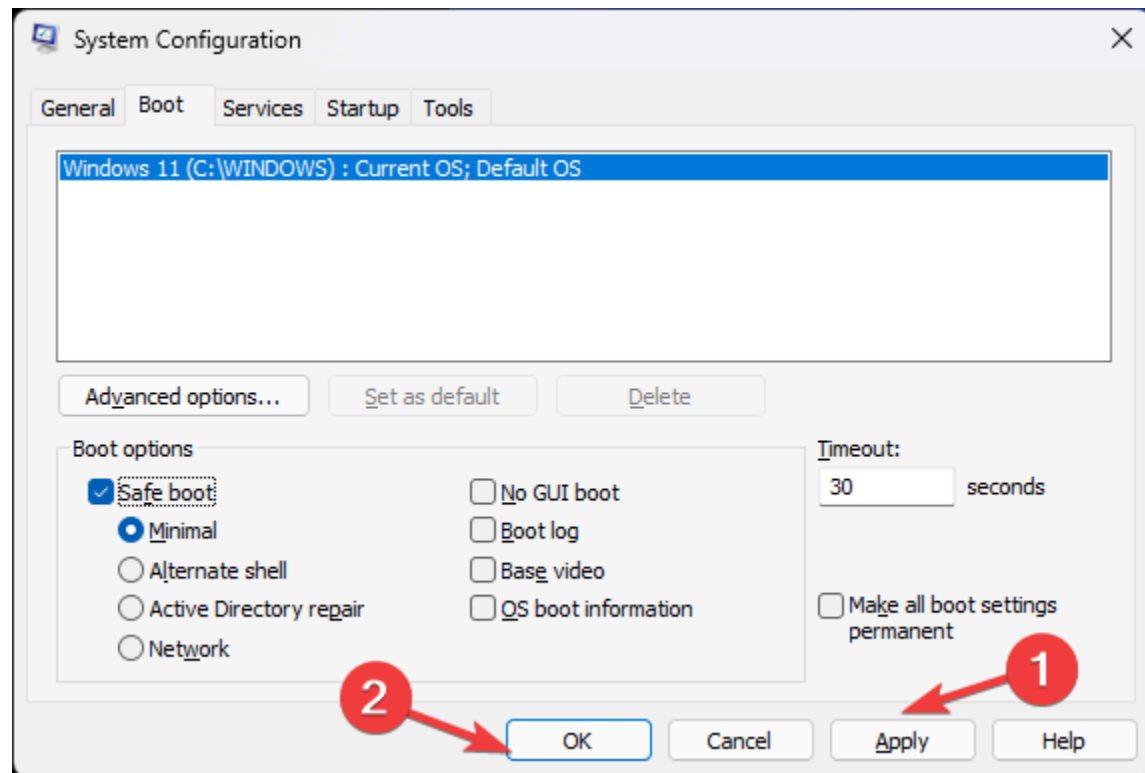 System Configuration
General Boot Services Startup Tools
Windows 11 (C:\WINDOWS) : Current OS; Default OS
Advanced options... Set as default Delete
Boot options
Timeout:
Safe boot No GUI boot 30 seconds
Minimal Boot log
Alternate shell Base video
Active Directory repair OS boot information Make all boot settings
permanent
Network
1
2
OK Cancel Apply Help